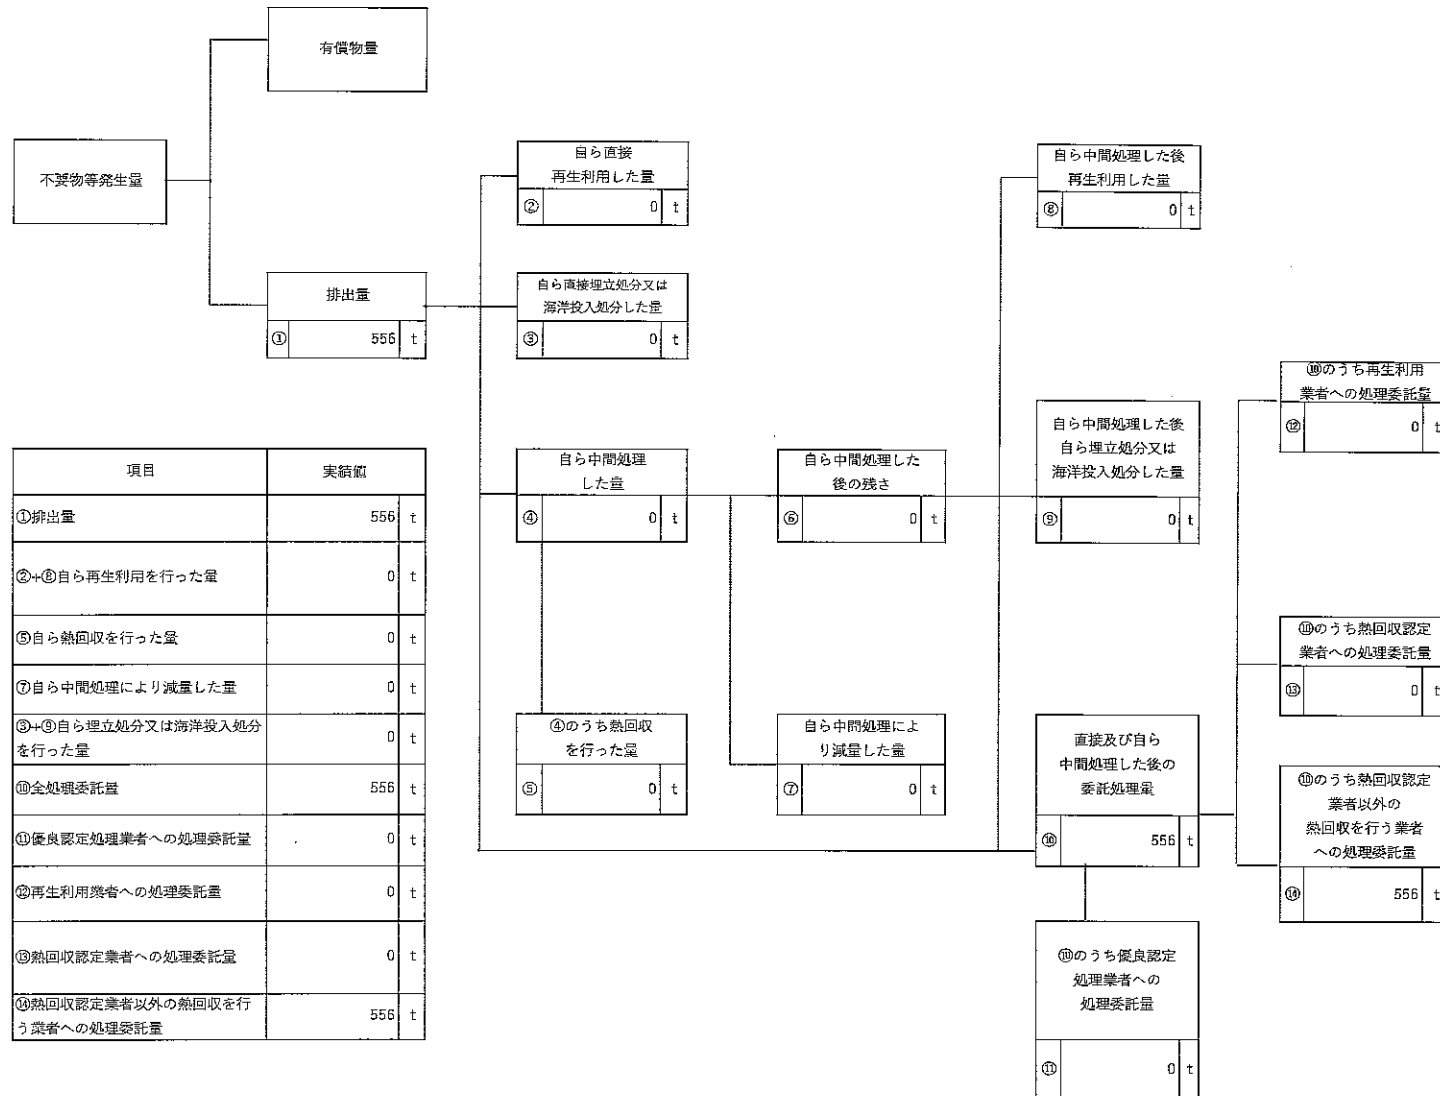 有償物量
不要物等発生量
排出量
① 556 t
自ら直接
再生利用した量
② 0 t
自ら直接埋立処分又は
海洋投入処分した量
③ 0 t
自ら中間処理
した量
④ 0 t
④のうち熱回収
を行った量
⑤ 0 t
自ら中間処理した
後の残さ
⑥ 0 t
自ら中間処理によ
り減量した量
⑦ 0 t
自ら中間処理した後
再生利用した量
⑧ 0 t
自ら中間処理した後
自ら埋立処分又は
海洋投入処分した量
⑨ 0 t
直接及び自ら
中間処理した後の
委託処理量
⑩ 556 t
⑩のうち優良認定
処理業者への
処理委託量
⑪ 0 t
⑩のうち再生利用
業者への処理委託量
⑫ 0 t
⑩のうち熱回収認定
業者への処理委託量
⑬ 0 t
⑩のうち熱回収認定
業者以外の
熱回収を行う業者
への処理委託量
⑭ 556 t
項目 実績値
①排出量 556 t
②+⑧自ら再生利用を行った量 0 t
⑤自ら熱回収を行った量 0 t
⑦自ら中間処理により減量した量 0 t
③+⑨自ら埋立処分又は海洋投入処分
を行った量 0 t
⑩全処理委託量 556 t
⑪優良認定処理業者への処理委託量 0 t
⑫再生利用業者への処理委託量 0 t
⑬熱回収認定業者への処理委託量 0 t
⑭熱回収認定業者以外の熱回収を行
う業者への処理委託量 556 t